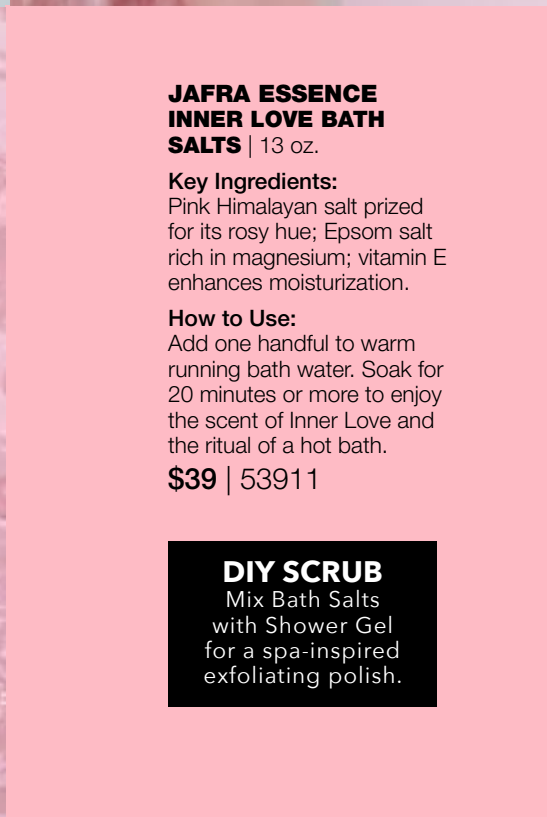 JAFRA ESSENCE
INNER LOVE BATH
SALTS | 13 oz.
Key Ingredients:
Pink Himalayan salt prized
for its rosy hue; Epsom salt
rich in magnesium; vitamin E
enhances moisturization.
How to Use:
Add one handful to warm
running bath water. Soak for
20 minutes or more to enjoy
the scent of Inner Love and
the ritual of a hot bath.
$39 | 53911
DIY SCRUB
Mix Bath Salts
with Shower Gel
for a spa-inspired
exfoliating polish.